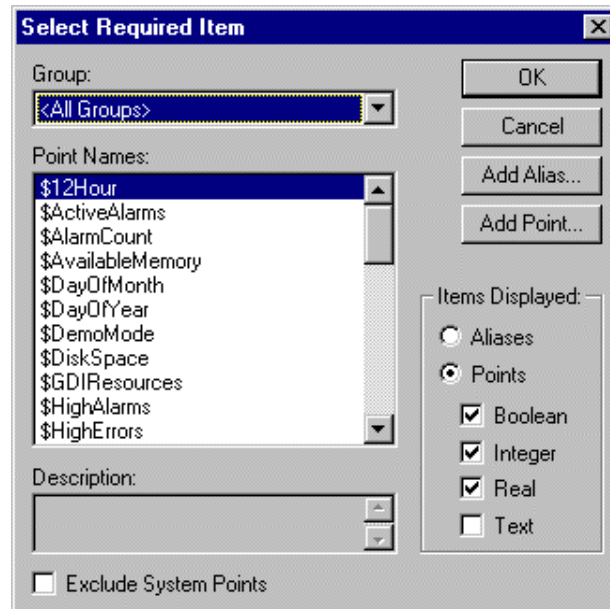 Select Required Item
Group:
<All Groups>
Point Names:
$12Hour
$ActiveAlarms
$AlarmCount
$AvailableMemory
$DayOfMonth
$DayOfYear
$DemoMode
$DiskSpace
$GDIResources
$HighAlarms
$HighErrors
Description:
Exclude System Points
OK
Cancel
Add Alias...
Add Point...
Items Displayed:
Aliases
Points
Boolean
Integer
Real
Text